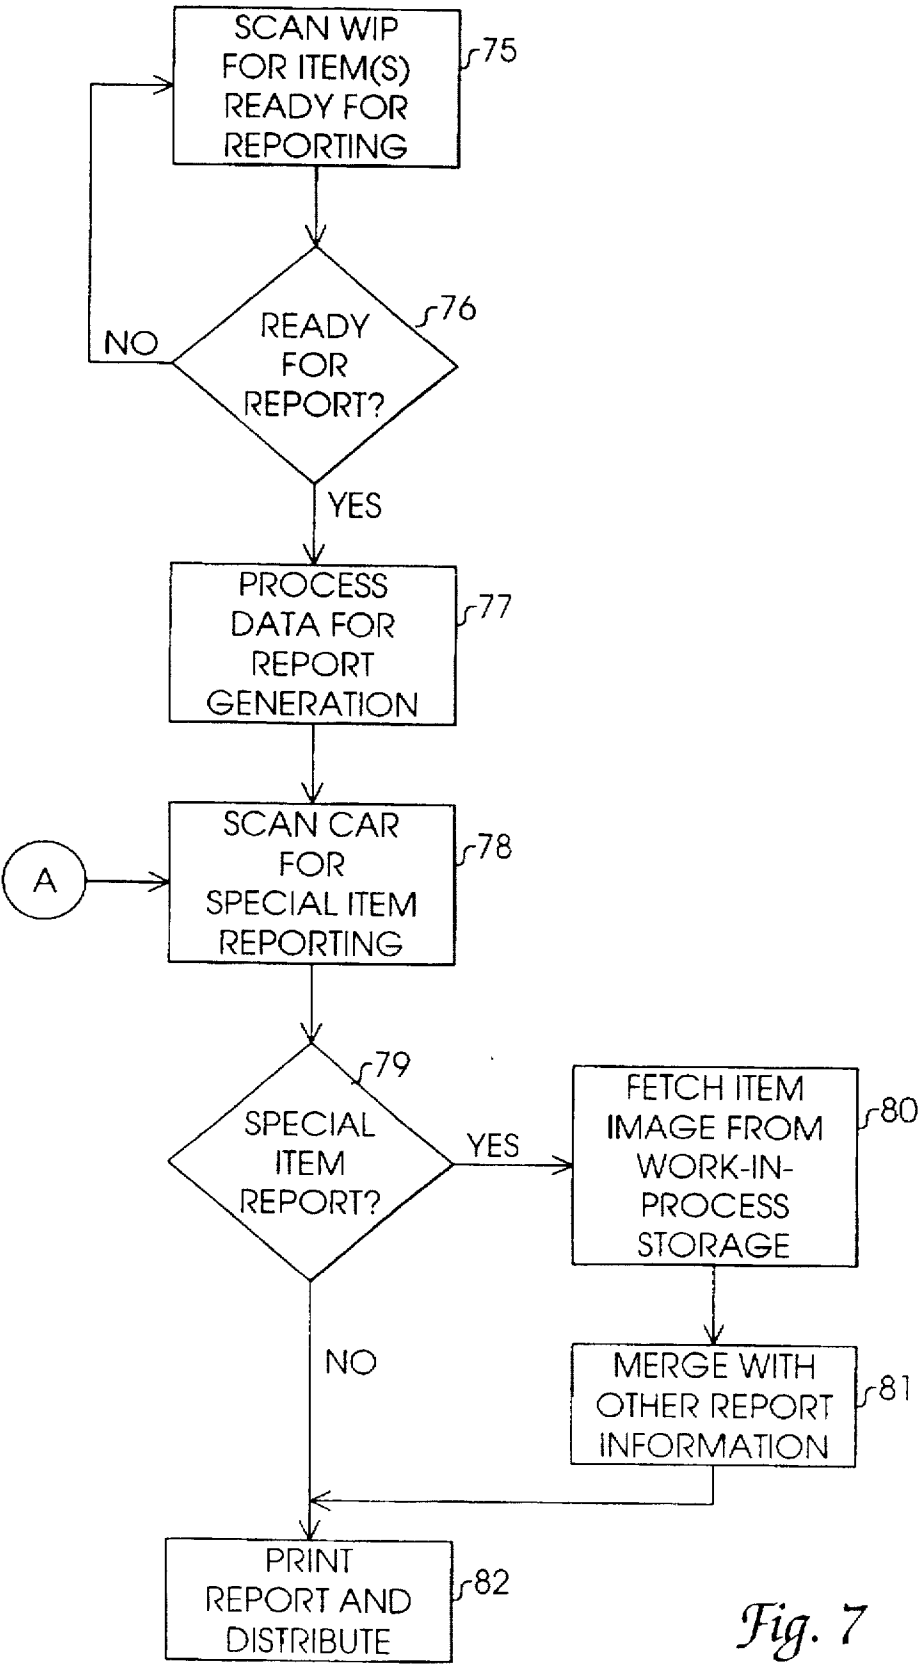 SCAN WIP
FOR ITEM(S)
READY FOR
REPORTING
75
76
READY
FOR
REPORT?
NO
YES
PROCESS
DATA FOR
REPORT
GENERATION
77
SCAN CAR
FOR
SPECIAL ITEM
REPORTING
78
A
79
SPECIAL
ITEM
REPORT?
YES
FETCH ITEM
IMAGE FROM
WORK-IN-
PROCESS
STORAGE
80
NO
MERGE WITH
OTHER REPORT
INFORMATION
81
PRINT
REPORT AND
DISTRIBUTE
82
Fig. 7